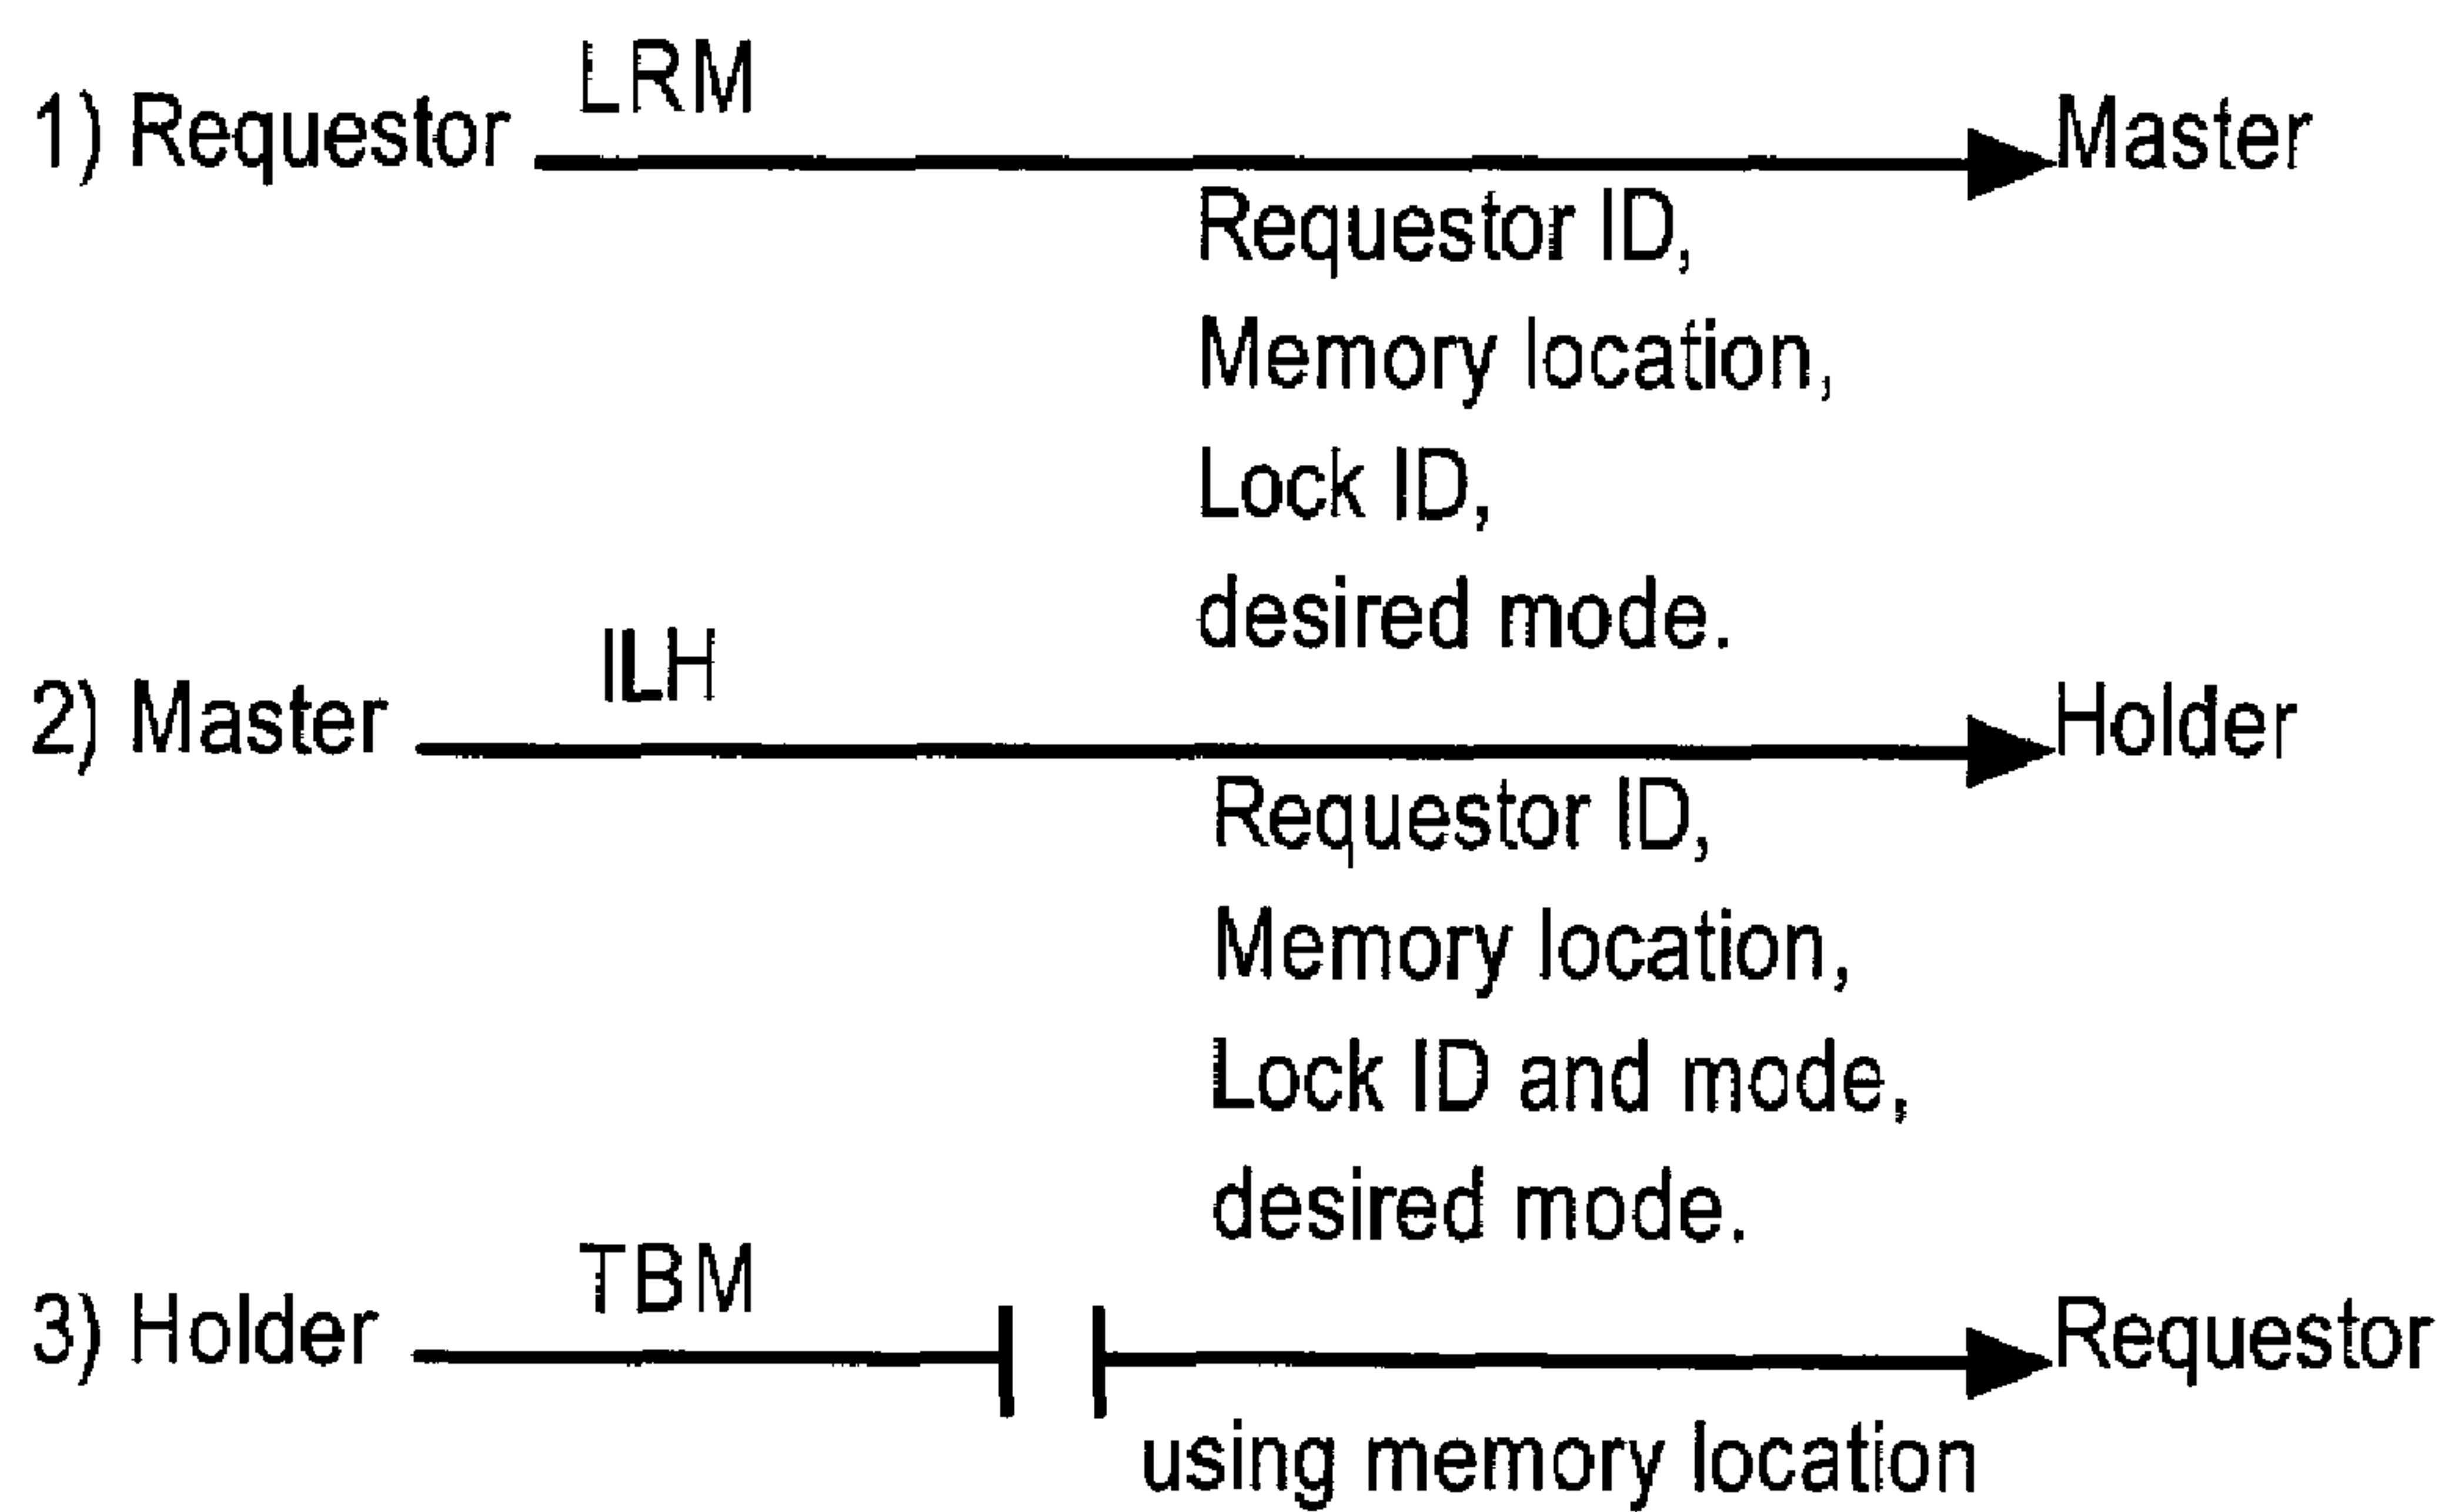 LRM
1) Requestor Master
Requestor ID,
Memory location,
Lock ID,
desired mode.
ILH
2) Master Holder
Requestor ID,
Memory location,
Lock ID and mode,
desired mode.
TBM
3) Holder Requestor
using memory location